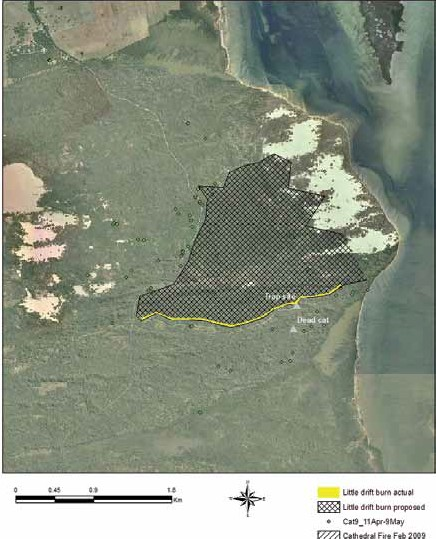 Trap site
Dead cat
0 0.45 0.9 1.8
Km
Little drift burn actual
Little drift burn proposed
Cat9_11Apr-9May
Cathedral Fire Feb 2009